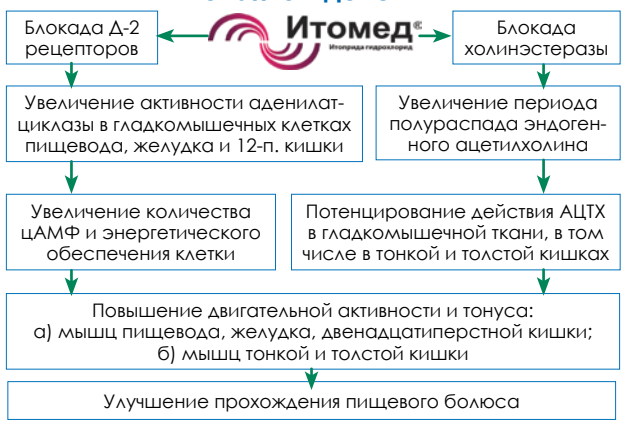 Блокада Д-2
рецепторов
Итомед®
Итоприда гидрохлорид
Блокада
холинэстеразы
Увеличение активности аденилат-
циклазы в гладкомышечных клетках
пищевода, желудка и 12-п. кишки
Увеличение периода
полураспада эндоген-
ного ацетилхолина
Увеличение количества
цАМФ и энергетического
обеспечения клетки
Потенцирование действия АЦТХ
в гладкомышечной ткани, в том
числе в тонкой и толстой кишках
Повышение двигательной активности и тонуса:
а) мышц пищевода, желудка, двенадцатиперстной кишки;
б) мышц тонкой и толстой кишки
Улучшение прохождения пищевого болюса